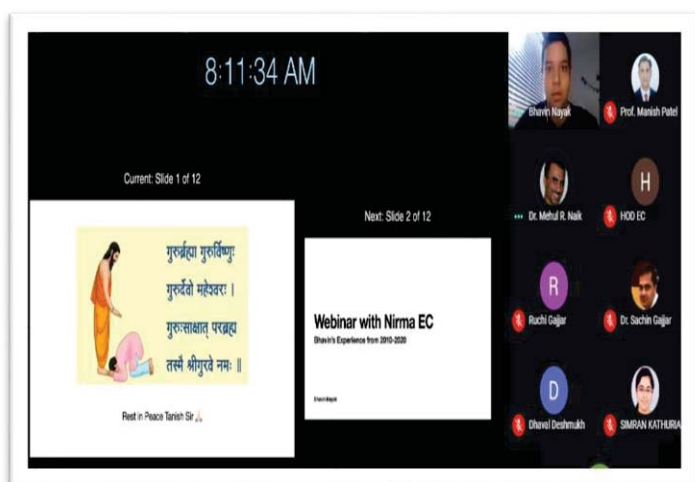 8:11:34 AM
Current: Slide 1 of 12
Next: Slide 2 of 12
गुरुर्ब्रह्मा गुरुर्विष्णुः
गुरुर्देवो महेश्वरः ।
गुरुःसाक्षात् परब्रह्म
तस्मै श्रीगुरवे नमः ॥
Rest in Peace Tanish Sir 🙏🏻
Webinar with Nirma EC
Bhavin's Experience from 2010-2020
Bhavin Nayak
Bhavin Nayak
Prof. Manish Patel
Dr. Mehul R. Naik
H
HOD EC
R
Ruchi Gajjar
Dr. Sachin Gajjar
D
Dhaval Deshmukh
SIMRAN KATHURIA